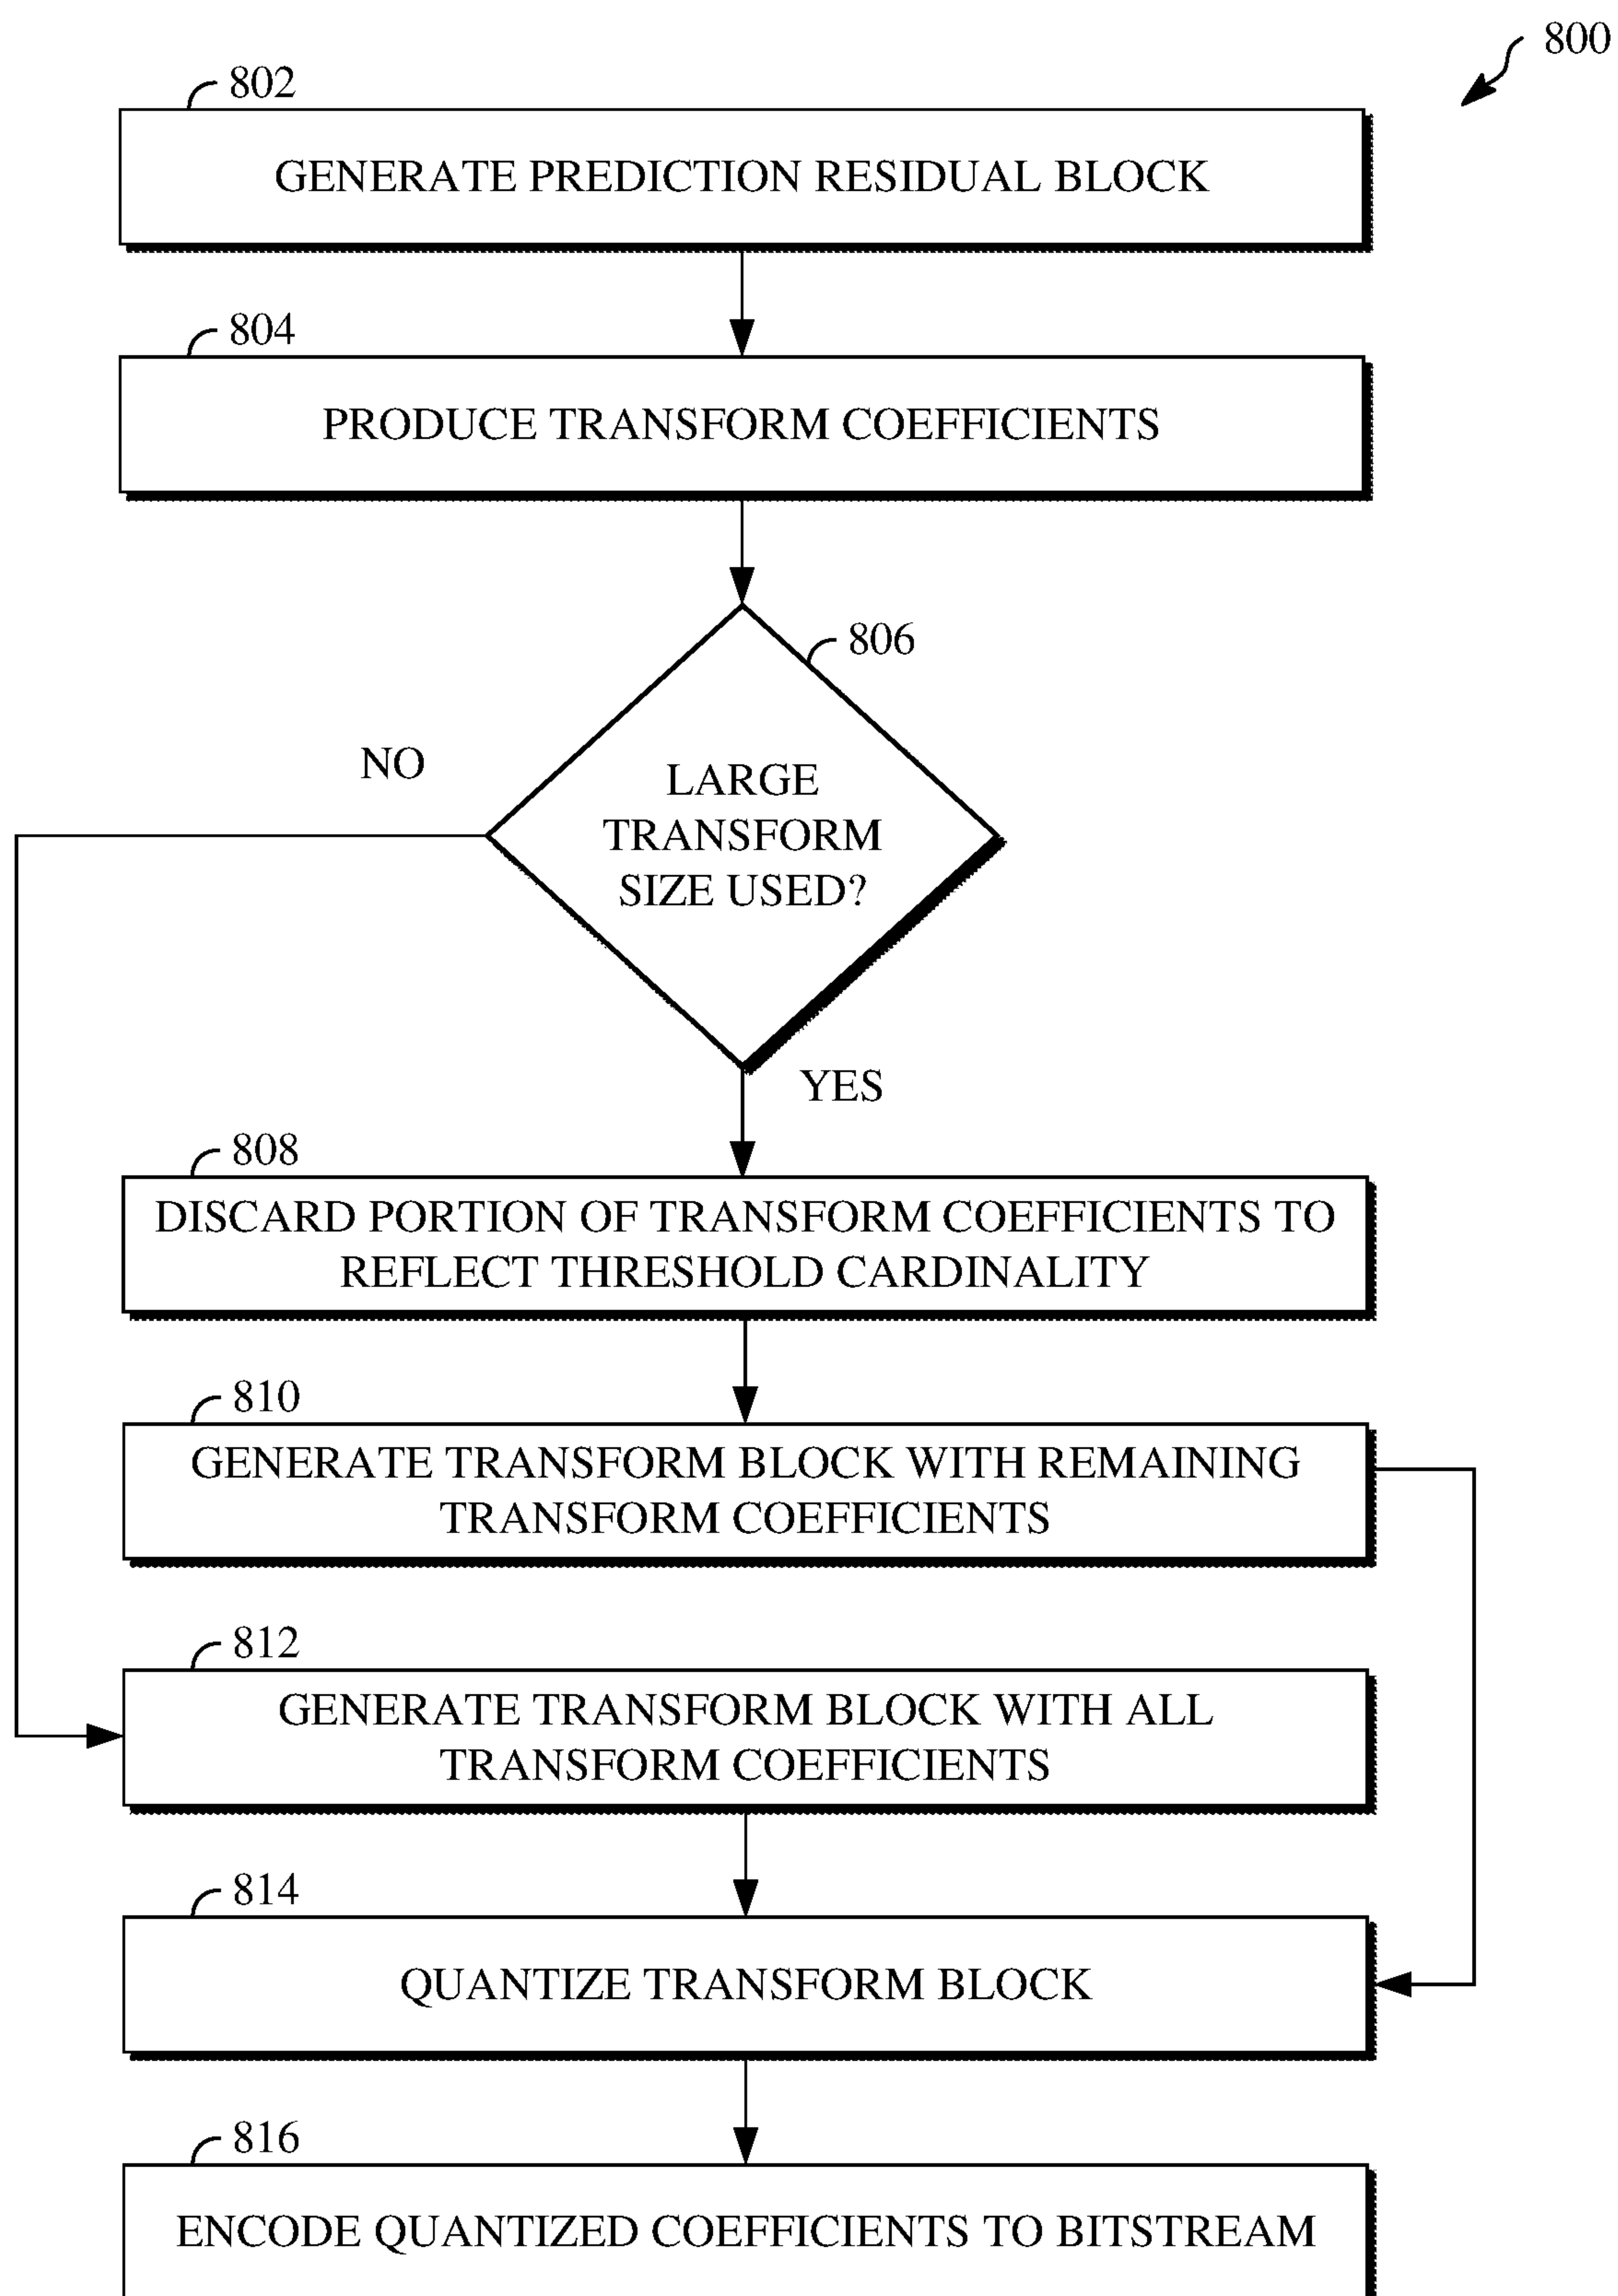 800
802
GENERATE PREDICTION RESIDUAL BLOCK
804
PRODUCE TRANSFORM COEFFICIENTS
806
NO
LARGE
TRANSFORM
SIZE USED?
YES
808
DISCARD PORTION OF TRANSFORM COEFFICIENTS TO
REFLECT THRESHOLD CARDINALITY
810
GENERATE TRANSFORM BLOCK WITH REMAINING
TRANSFORM COEFFICIENTS
812
GENERATE TRANSFORM BLOCK WITH ALL
TRANSFORM COEFFICIENTS
814
QUANTIZE TRANSFORM BLOCK
816
ENCODE QUANTIZED COEFFICIENTS TO BITSTREAM